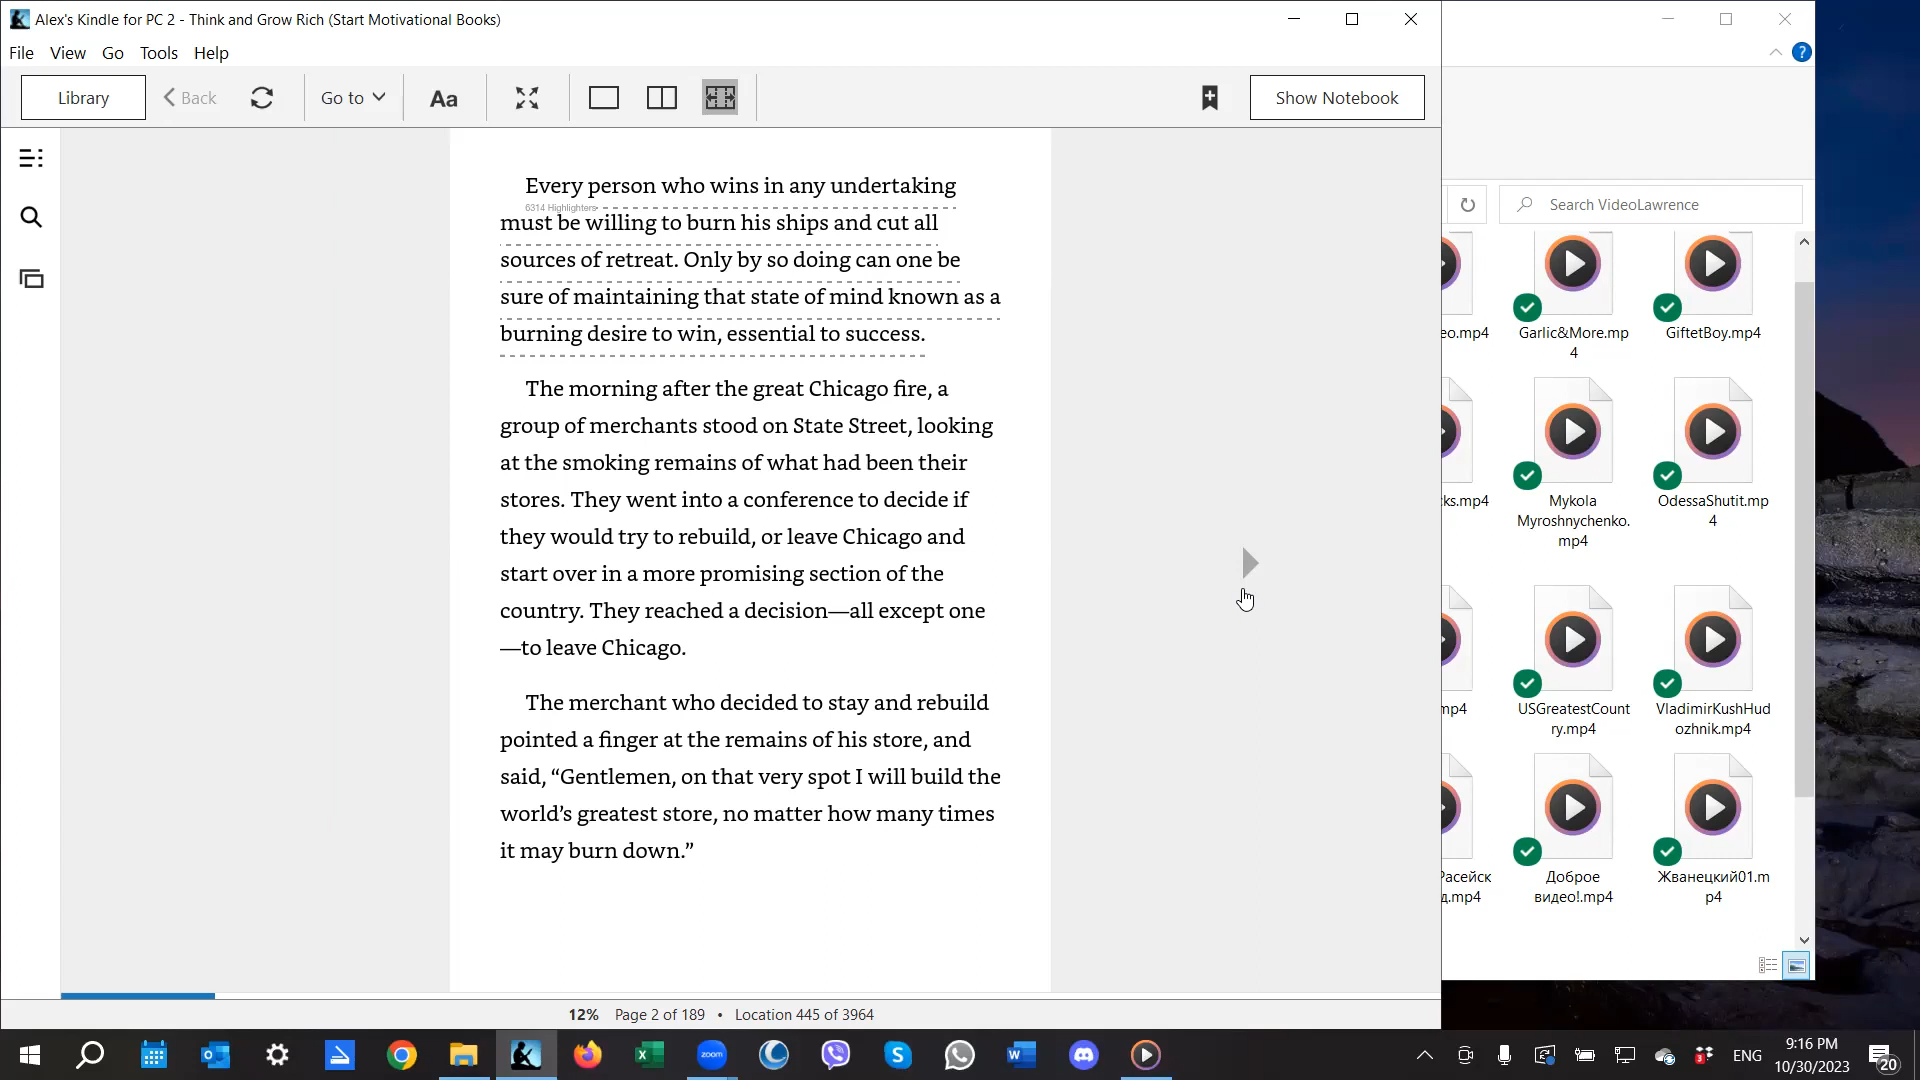 Alex's Kindle for PC 2 - Think and Grow Rich (Start Motivational Books)
File View Go Tools Help
Library
Back
Go to
Aa
Show Notebook
Every person who wins in any undertaking
6314 Highlighters
must be willing to burn his ships and cut all
sources of retreat. Only by so doing can one be
sure of maintaining that state of mind known as a
burning desire to win, essential to success.
The morning after the great Chicago fire, a
group of merchants stood on State Street, looking
at the smoking remains of what had been their
stores. They went into a conference to decide if
they would try to rebuild, or leave Chicago and
start over in a more promising section of the
country. They reached a decision—all except one
—to leave Chicago.
The merchant who decided to stay and rebuild
pointed a finger at the remains of his store, and
said, “Gentlemen, on that very spot I will build the
world’s greatest store, no matter how many times
it may burn down.”
12% Page 2 of 189 • Location 445 of 3964
Search VideoLawrence
eo.mp4
Garlic&More.mp
4
GiftetBoy.mp4
ks.mp4
Mykola
Myroshnychenko.
mp4
OdessaShutit.mp
4
mp4
USGreatestCount
ry.mp4
VladimirKushHud
ozhnik.mp4
Расейск
д.mp4
Доброе
видео!.mp4
Жванецкий01.m
p4
zoom
3
ENG
9:16 PM
10/30/2023
20